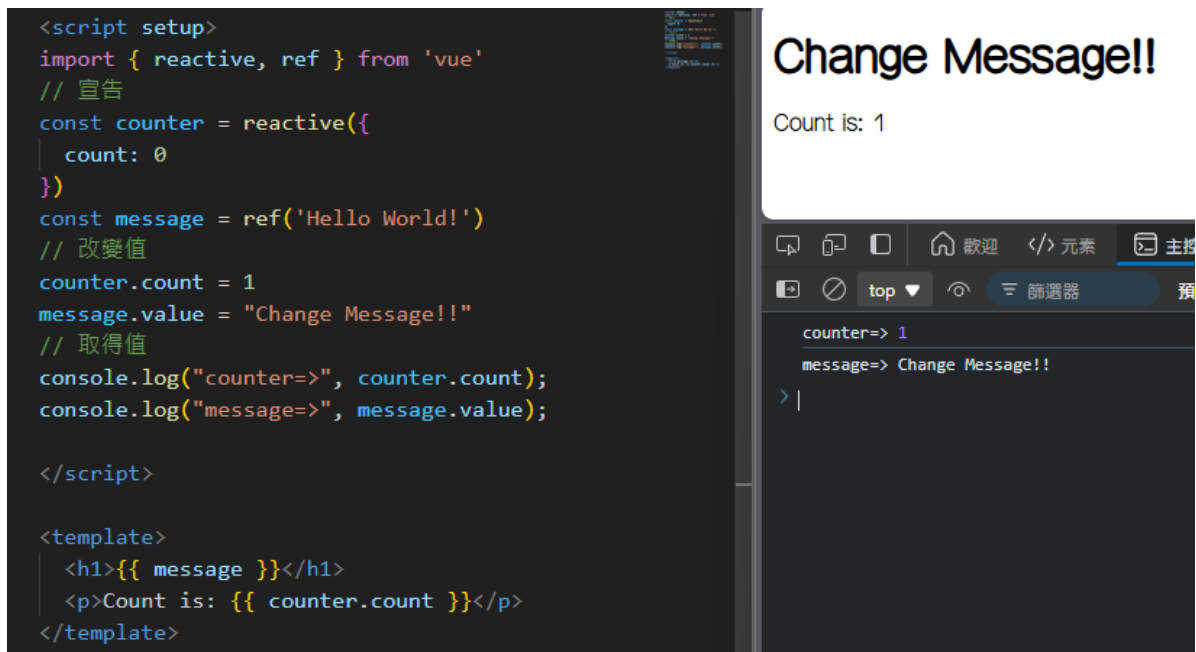 <script setup>
import { reactive, ref } from 'vue'
// 宣告
const counter = reactive({
  count: 0
})
const message = ref('Hello World!')
// 改變值
counter.count = 1
message.value = "Change Message!!"
// 取得值
console.log("counter=>", counter.count);
console.log("message=>", message.value);
</script>
<template>
  <h1>{{ message }}</h1>
  <p>Count is: {{ counter.count }}</p>
</template>
Change Message!!
Count is: 1
歡迎 </> 元素 主控
top ▼ 篩選器 預
counter=> 1
message=> Change Message!!
>